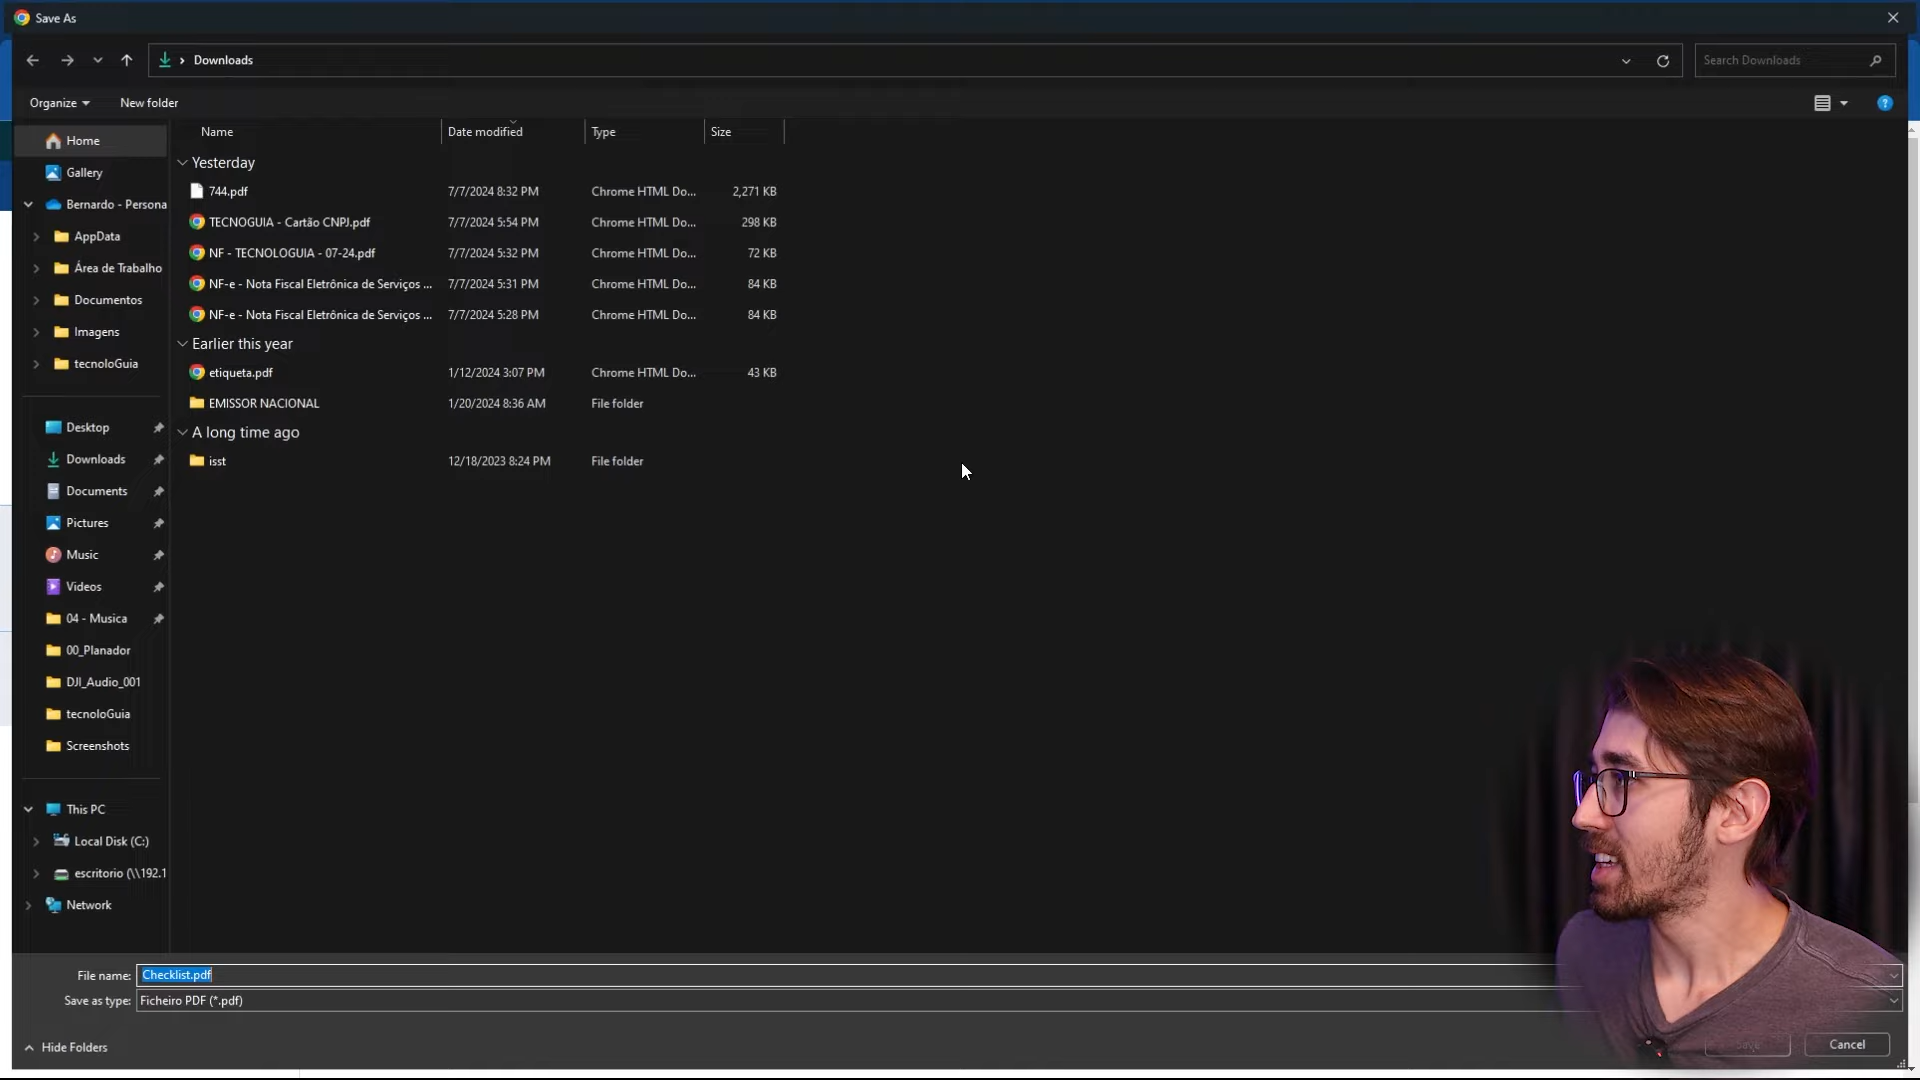 Save As
Downloads
Search Downloads
Organize
New folder
Name Date modified Type Size
Home
Gallery
Bernardo - Persona
AppData
Área de Trabalho
Documentos
Imagens
tecnoloGuia
Desktop
Downloads
Documents
Pictures
Music
Videos
04 - Musica
00_Planador
DJI_Audio_001
tecnoloGuia
Screenshots
This PC
Local Disk (C:)
escritorio (\\192.1
Network
Yesterday
744.pdf 7/7/2024 8:32 PM Chrome HTML Do... 2,271 KB
TECNOGUIA - Cartão CNPJ.pdf 7/7/2024 5:54 PM Chrome HTML Do... 298 KB
NF - TECNOLOGUIA - 07-24.pdf 7/7/2024 5:32 PM Chrome HTML Do... 72 KB
NF-e - Nota Fiscal Eletrônica de Serviços ... 7/7/2024 5:31 PM Chrome HTML Do... 84 KB
NF-e - Nota Fiscal Eletrônica de Serviços ... 7/7/2024 5:28 PM Chrome HTML Do... 84 KB
Earlier this year
etiqueta.pdf 1/12/2024 3:07 PM Chrome HTML Do... 43 KB
EMISSOR NACIONAL 1/20/2024 8:36 AM File folder
A long time ago
isst 12/18/2023 8:24 PM File folder
File name: Checklist.pdf
Save as type: Ficheiro PDF (*.pdf)
Hide Folders
Cancel